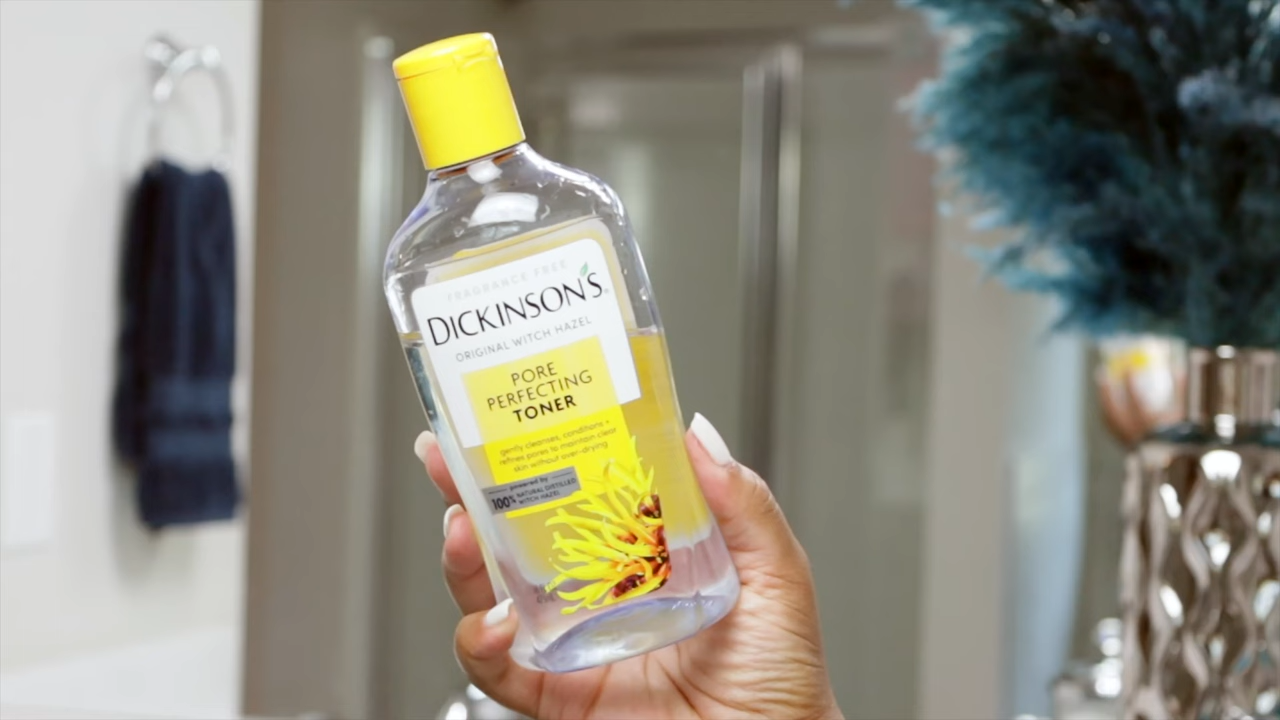 FRAGRANCE FREE
DICKINSON'S
ORIGINAL WITCH HAZEL
PORE
PERFECTING
TONER
gently cleanses, conditions +
refines pores to maintain clear
skin without over-drying
powered by
100% NATURAL DISTILLED
WITCH HAZEL